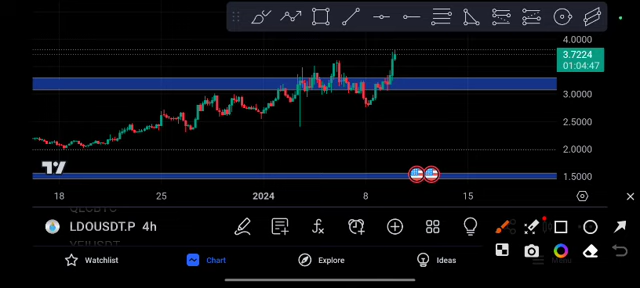 4.0000
3.7224
01:04:47
3.0000
2.5000
2.0000
1.5000
18 25 2024 8 15
LDOUSDT.P 4h
Watchlist
Chart
Explore
Ideas
Menu